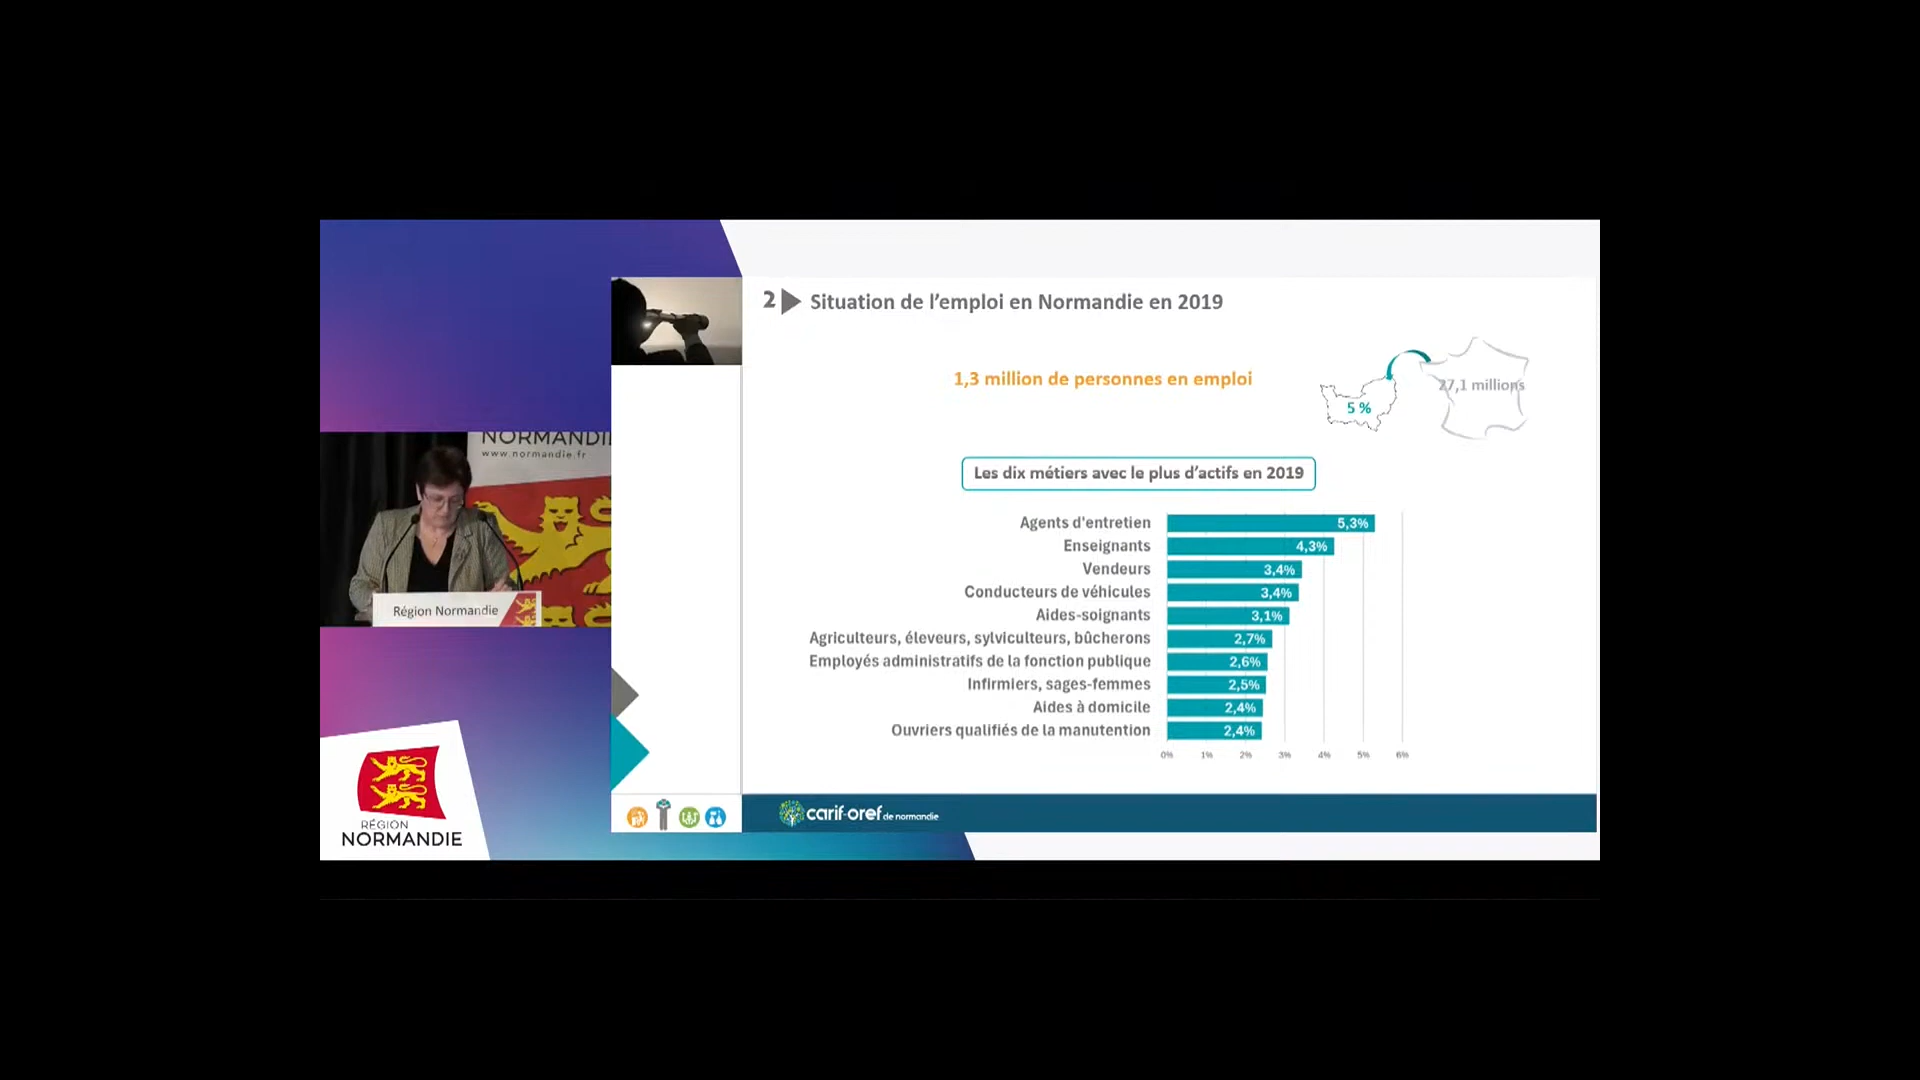 2 Situation de l’emploi en Normandie en 2019
1,3 million de personnes en emploi
5 %
27,1 millions
Les dix métiers avec le plus d’actifs en 2019
Agents d'entretien 5,3%
Enseignants 4,3%
Vendeurs 3,4%
Conducteurs de véhicules 3,4%
Aides-soignants 3,1%
Agriculteurs, éleveurs, sylviculteurs, bûcherons 2,7%
Employés administratifs de la fonction publique 2,6%
Infirmiers, sages-femmes 2,5%
Aides à domicile 2,4%
Ouvriers qualifiés de la manutention 2,4%
0% 1% 2% 3% 4% 5% 6%
carif-oref de normandie
NORMANDIE
www.normandie.fr
Région Normandie
RÉGION
NORMANDIE